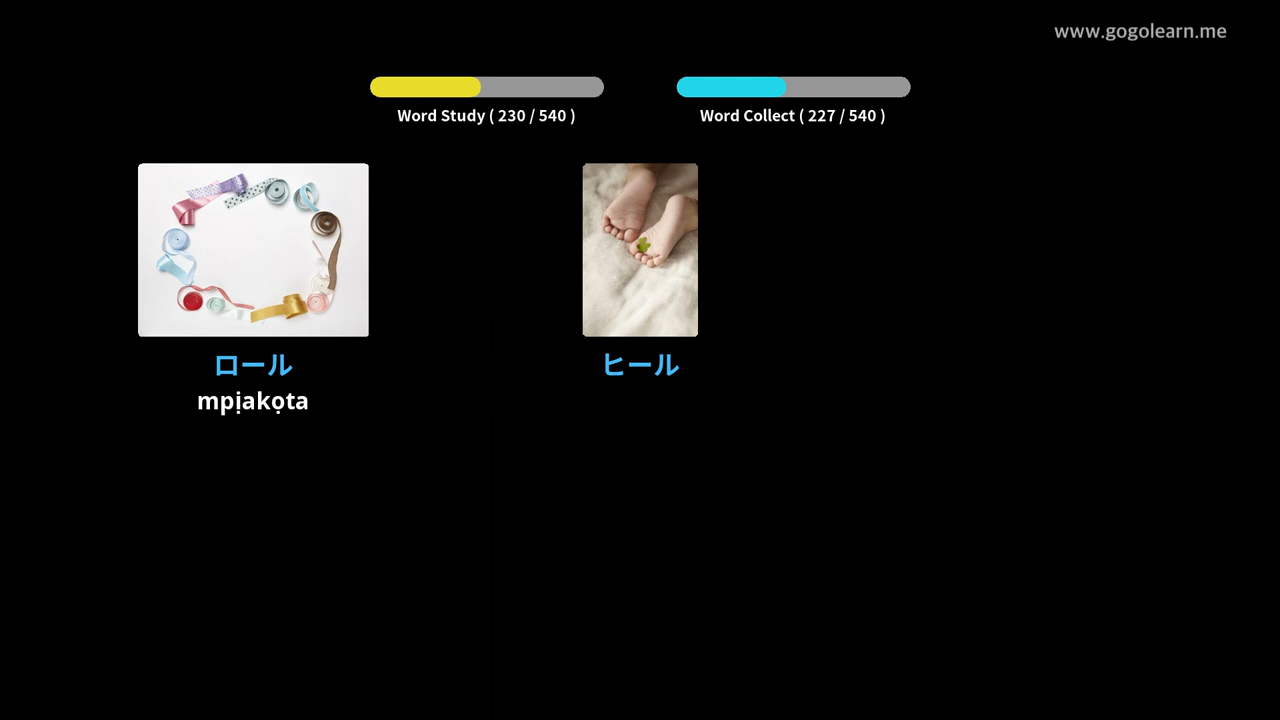 www.gogolearn.me
Word Study ( 230 / 540 )
Word Collect ( 227 / 540 )
ロール
mpịakọta
ヒール